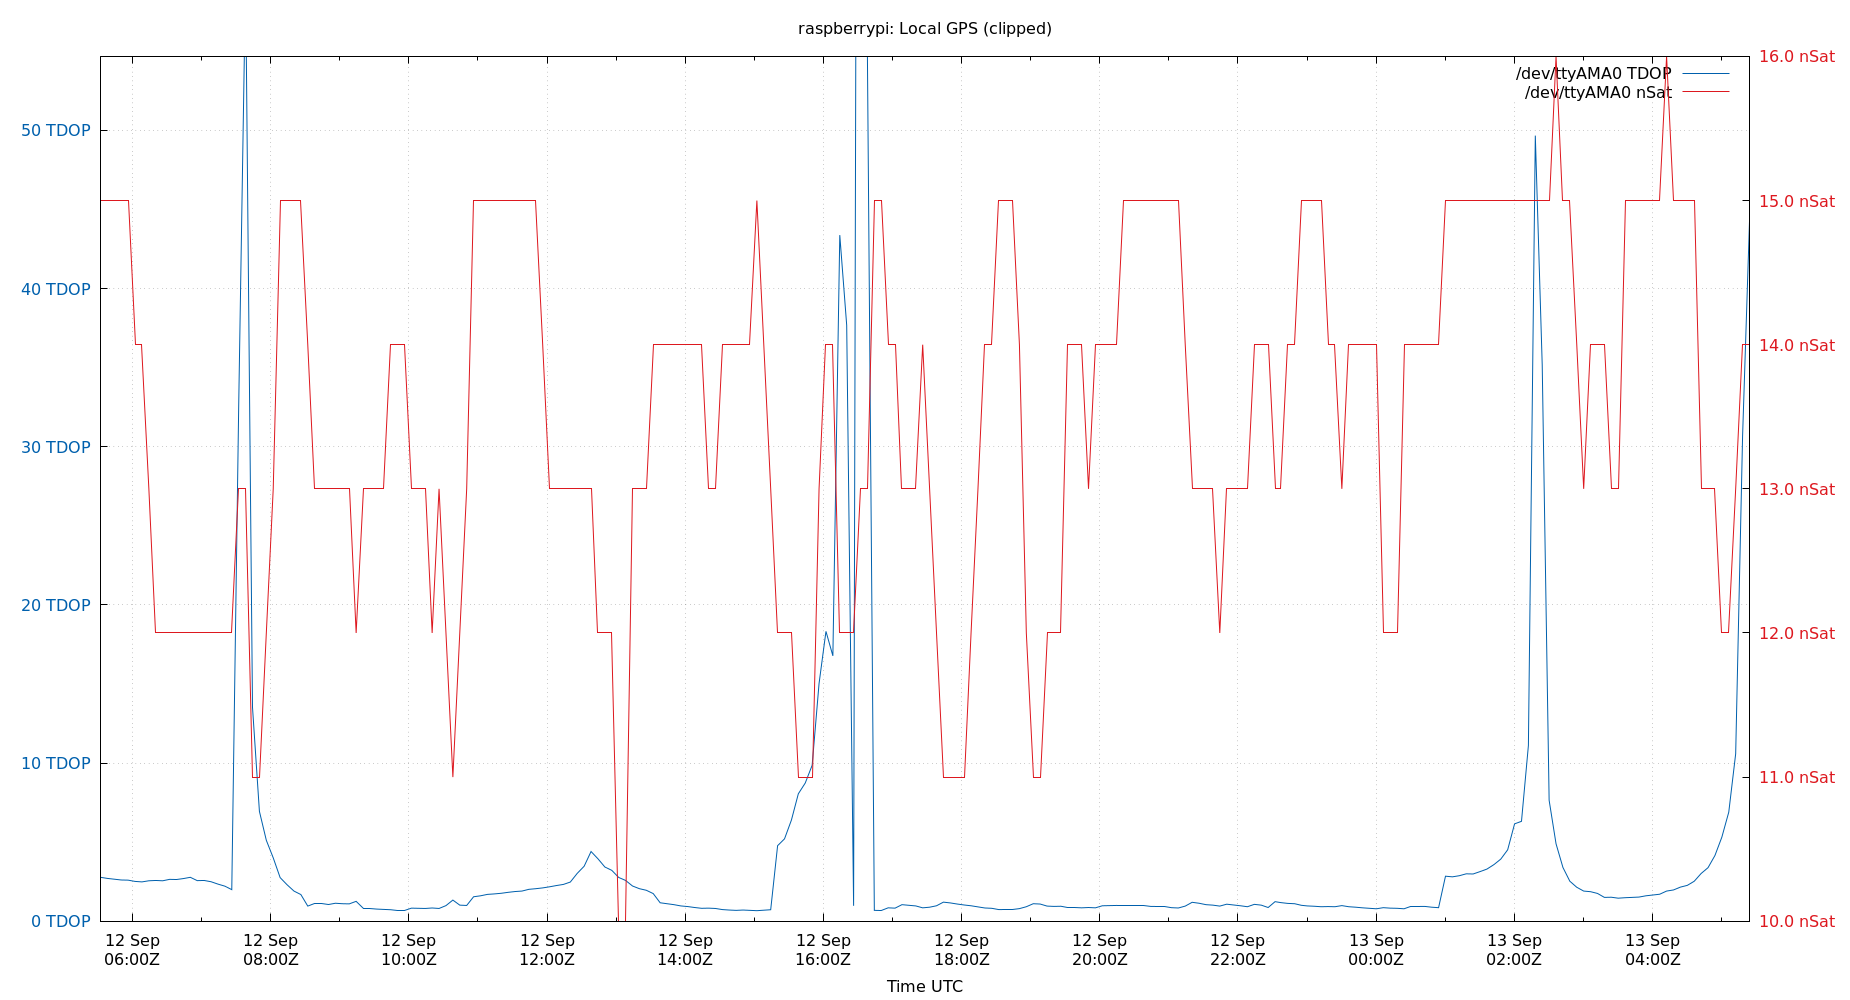 raspberrypi: Local GPS (clipped)
/dev/ttyAMA0 TDOP
/dev/ttyAMA0 nSat
50 TDOP
40 TDOP
30 TDOP
20 TDOP
10 TDOP
0 TDOP
16.0 nSat
15.0 nSat
14.0 nSat
13.0 nSat
12.0 nSat
11.0 nSat
10.0 nSat
12 Sep
06:00Z
12 Sep
08:00Z
12 Sep
10:00Z
12 Sep
12:00Z
12 Sep
14:00Z
12 Sep
16:00Z
12 Sep
18:00Z
12 Sep
20:00Z
12 Sep
22:00Z
13 Sep
00:00Z
13 Sep
02:00Z
13 Sep
04:00Z
Time UTC